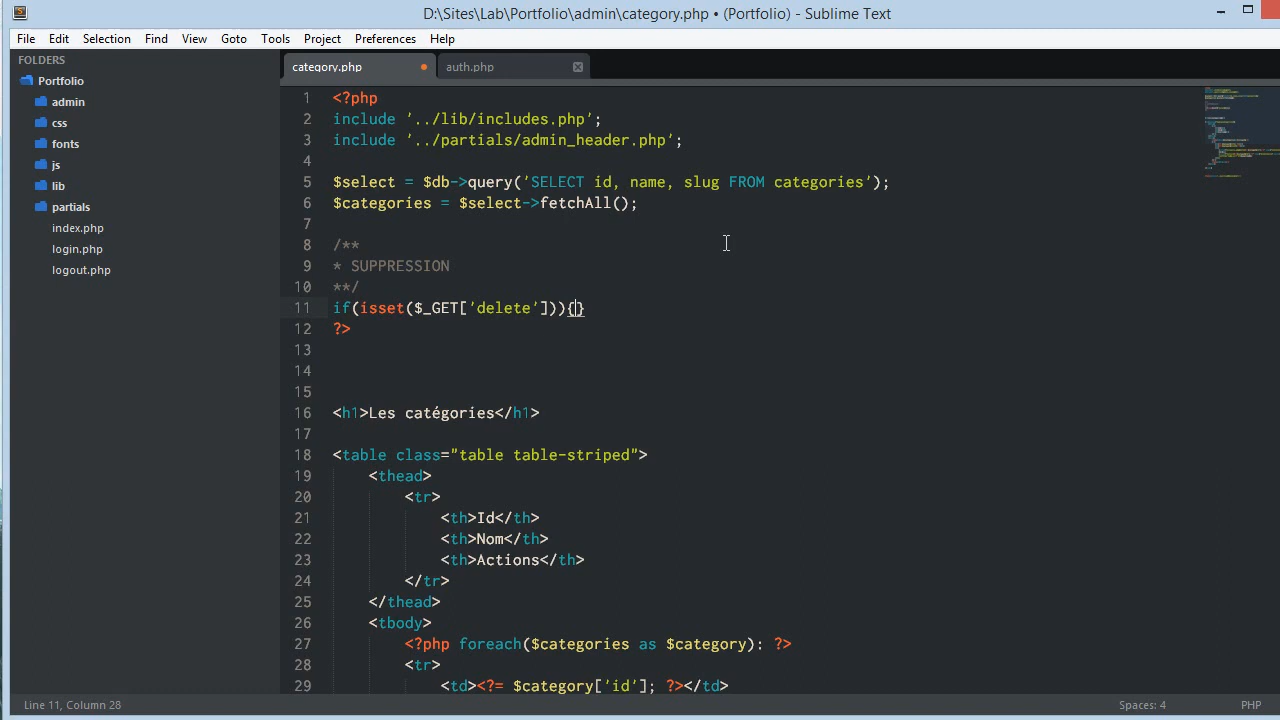 D:\Sites\Lab\Portfolio\admin\category.php • (Portfolio) - Sublime Text
File Edit Selection Find View Goto Tools Project Preferences Help
FOLDERS
Portfolio
admin
css
fonts
js
lib
partials
index.php
login.php
logout.php
category.php
auth.php
1 <?php
2 include '../lib/includes.php';
3 include '../partials/admin_header.php';
4
5 $select = $db->query('SELECT id, name, slug FROM categories');
6 $categories = $select->fetchAll();
7
8 /**
9 * SUPPRESSION
10 **/
11 if(isset($_GET['delete'])){}
12 ?>
13
14
15
16 <h1>Les catégories</h1>
17
18 <table class="table table-striped">
19 <thead>
20 <tr>
21 <th>Id</th>
22 <th>Nom</th>
23 <th>Actions</th>
24 </tr>
25 </thead>
26 <tbody>
27 <?php foreach($categories as $category): ?>
28 <tr>
29 <td><?= $category['id']; ?></td>
Line 11, Column 28
Spaces: 4
PHP